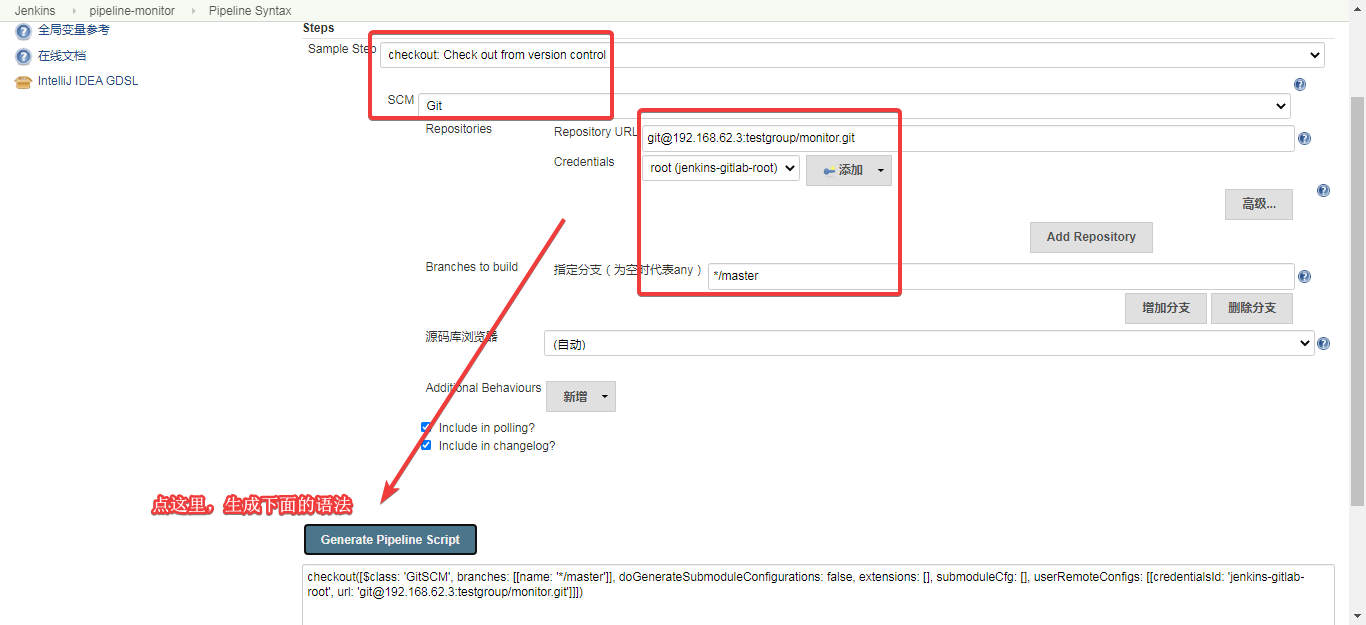 Jenkins pipeline-monitor Pipeline Syntax
全局变量参考
在线文档
IntelliJ IDEA GDSL
Steps
Sample Step checkout: Check out from version control
SCM Git
Repositories
Repository URL git@192.168.62.3:testgroup/monitor.git
Credentials root (jenkins-gitlab-root) 添加
高级...
Add Repository
Branches to build 指定分支（为空时代表any） */master
增加分支 删除分支
源码库浏览器 (自动)
Additional Behaviours 新增
Include in polling?
Include in changelog?
点这里，生成下面的语法
Generate Pipeline Script
checkout([$class: 'GitSCM', branches: [[name: '*/master']], doGenerateSubmoduleConfigurations: false, extensions: [], submoduleCfg: [], userRemoteConfigs: [[credentialsId: 'jenkins-gitlab-
root', url: 'git@192.168.62.3:testgroup/monitor.git']]])